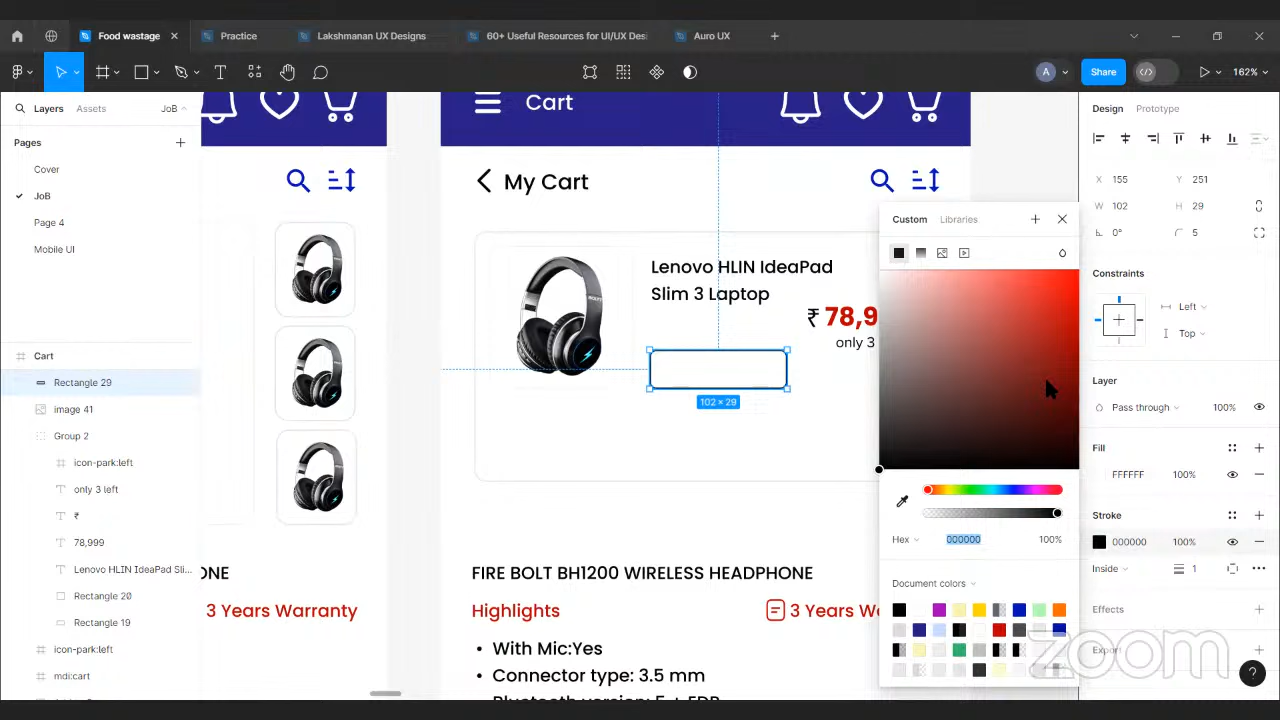 Food wastage
Practice
Lakshmanan UX Designs
60+ Useful Resources for UI/UX Desi
Auro UX
A
Share
162%
Layers
Assets
JoB
Pages
Cover
JoB
Page 4
Mobile UI
Cart
Rectangle 29
image 41
Group 2
icon-park:left
only 3 left
₹
78,999
Lenovo HLIN IdeaPad Sli...
Rectangle 20
Rectangle 19
icon-park:left
mdi:cart
ONE
3 Years Warranty
Cart
My Cart
BOLTT
Lenovo HLIN IdeaPad
Slim 3 Laptop
₹ 78,9
only 3
102 × 29
FIRE BOLT BH1200 WIRELESS HEADPHONE
Highlights
3 Years Wa
• With Mic:Yes
• Connector type: 3.5 mm
Custom
Libraries
Hex
000000
100%
Document colors
Design
Prototype
X 155
Y 251
W 102
H 29
0°
5
Constraints
Left
Top
Layer
Pass through
100%
Fill
FFFFFF
100%
Stroke
000000
100%
Inside
1
Effects
Export
zoom
?